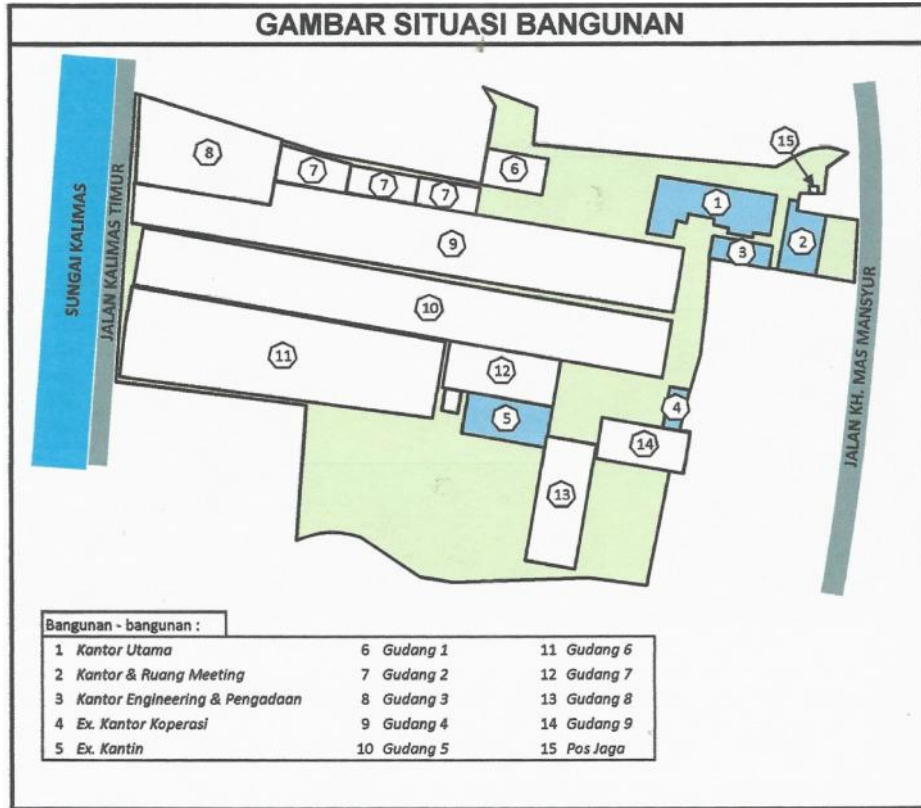 GAMBAR SITUASI BANGUNAN
SUNGAI KALIMAS
JALAN KALIMAS TIMUR
8
7
7
7
6
15
1
2
3
9
10
11
12
5
4
14
13
JALAN KH. MAS MANSYUR
Bangunan - bangunan :
1 Kantor Utama
2 Kantor & Ruang Meeting
3 Kantor Engineering & Pengadaan
4 Ex. Kantor Koperasi
5 Ex. Kantin
6 Gudang 1
7 Gudang 2
8 Gudang 3
9 Gudang 4
10 Gudang 5
11 Gudang 6
12 Gudang 7
13 Gudang 8
14 Gudang 9
15 Pos Jaga